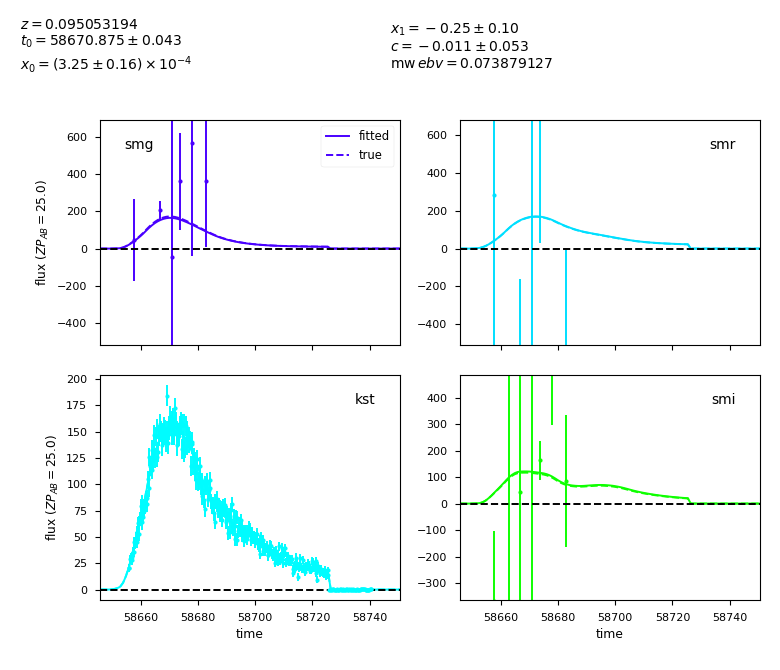 z = 0.095053194
t₀ = 58670.875 ± 0.043
x₀ = (3.25 ± 0.16) × 10⁻⁴
x₁ = −0.25 ± 0.10
c = −0.011 ± 0.053
mw ebv = 0.073879127
smg
fitted
true
600
400
200
0
−200
−400
flux (ZP_AB = 25.0)
smr
600
400
200
0
−200
−400
kst
200
175
150
125
100
75
50
25
0
flux (ZP_AB = 25.0)
58660 58680 58700 58720 58740
time
smi
400
300
200
100
0
−100
−200
−300
58660 58680 58700 58720 58740
time